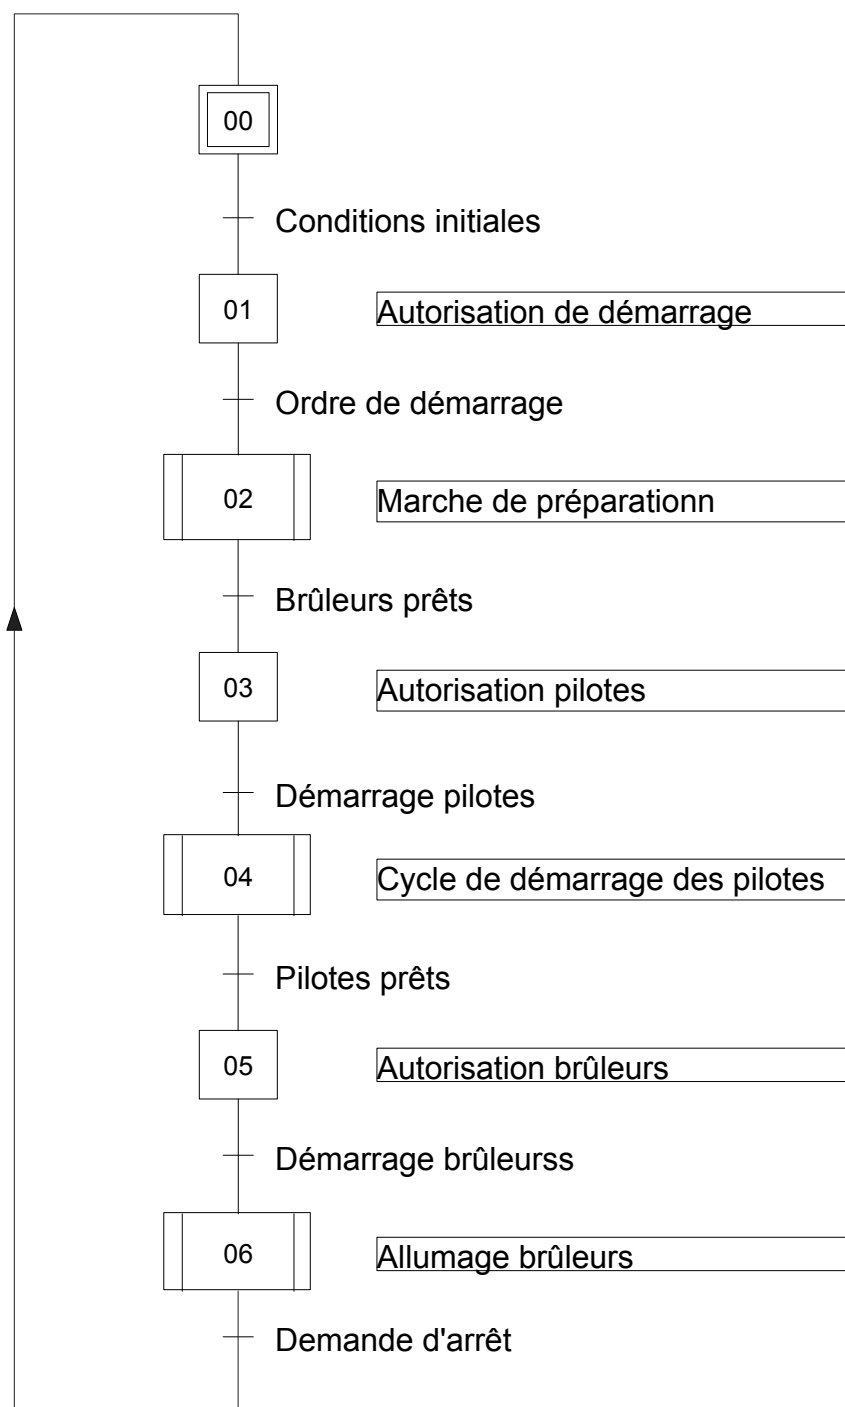 00
Conditions initiales
01
Autorisation de démarrage
Ordre de démarrage
02
Marche de préparationn
Brûleurs prêts
03
Autorisation pilotes
Démarrage pilotes
04
Cycle de démarrage des pilotes
Pilotes prêts
05
Autorisation brûleurs
Démarrage brûleurss
06
Allumage brûleurs
Demande d'arrêt